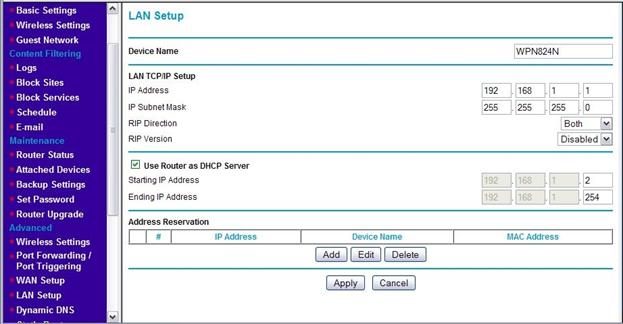 Basic Settings
Wireless Settings
Guest Network
Content Filtering
Logs
Block Sites
Block Services
Schedule
E-mail
Maintenance
Router Status
Attached Devices
Backup Settings
Set Password
Router Upgrade
Advanced
Wireless Settings
Port Forwarding /
Port Triggering
WAN Setup
LAN Setup
Dynamic DNS
LAN Setup
Device Name WPN824N
LAN TCP/IP Setup
IP Address 192 . 168 . 1 . 1
IP Subnet Mask 255 . 255 . 255 . 0
RIP Direction Both
RIP Version Disabled
Use Router as DHCP Server
Starting IP Address 192 . 168 . 1 . 2
Ending IP Address 192 . 168 . 1 . 254
Address Reservation
# IP Address Device Name MAC Address
Add Edit Delete
Apply Cancel